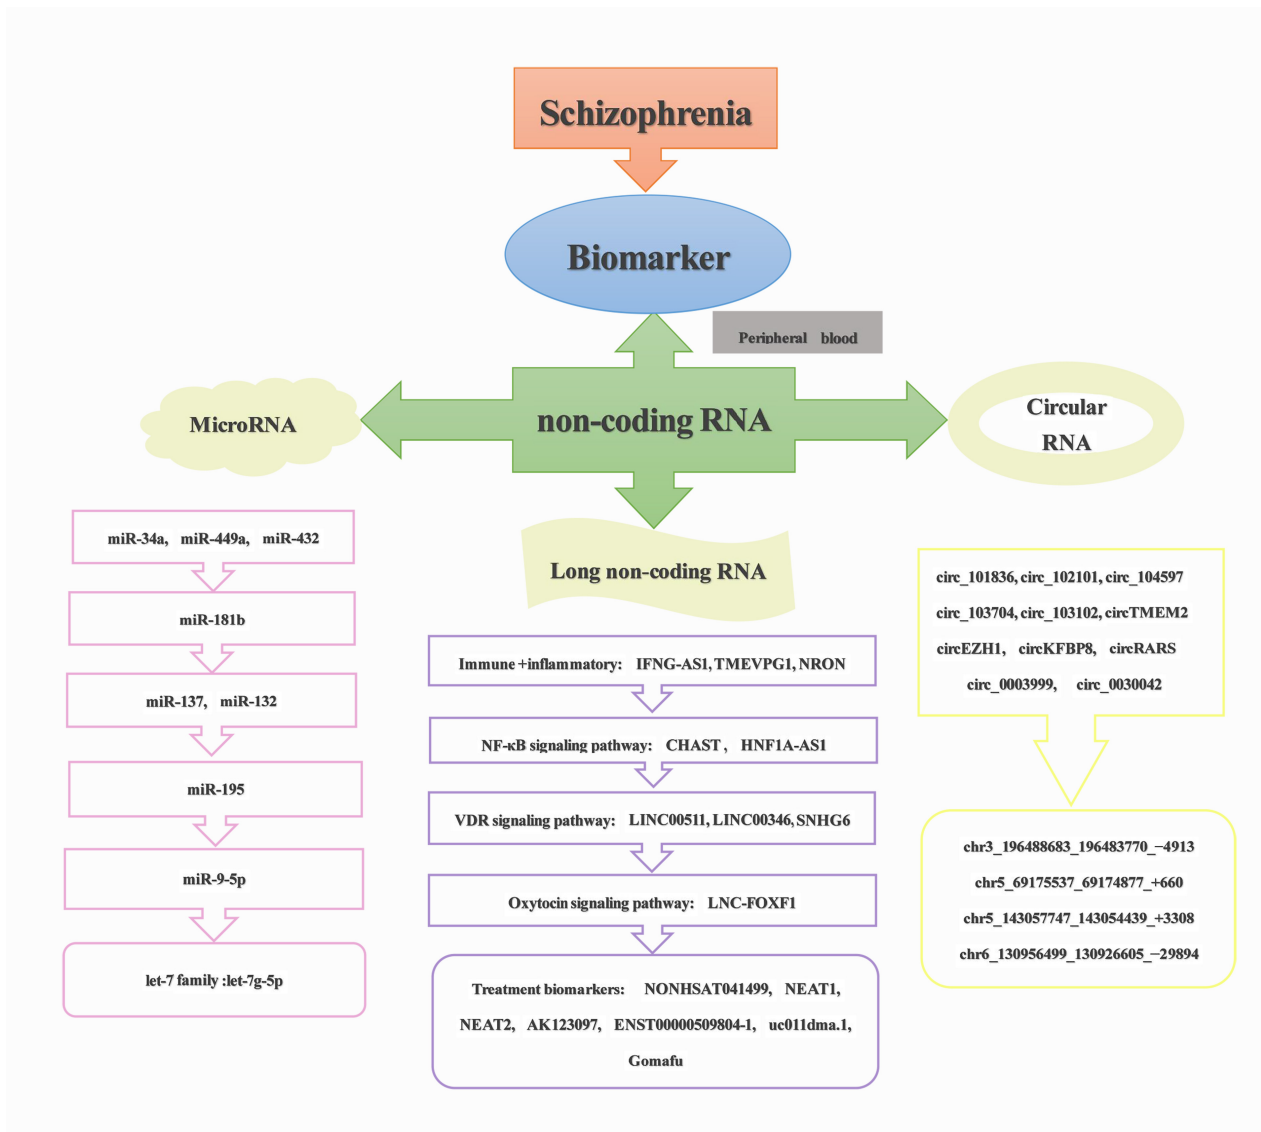 Schizophrenia
Biomarker
Peripheral blood
non-coding RNA
MicroRNA
miR-34a, miR-449a, miR-432
miR-181b
miR-137, miR-132
miR-195
miR-9-5p
let-7 family :let-7g-5p
Long non-coding RNA
Immune +inflammatory: IFNG-AS1, TMEVPG1, NRON
NF-κB signaling pathway: CHAST , HNF1A-AS1
VDR signaling pathway: LINC00511, LINC00346, SNHG6
Oxytocin signaling pathway: LNC-FOXF1
Treatment biomarkers: NONHSAT041499, NEAT1,
NEAT2, AK123097, ENST00000509804-1, uc011dma.1,
Gomafu
Circular
RNA
circ_101836, circ_102101, circ_104597
circ_103704, circ_103102, circTMEM2
circEZH1, circKFBP8, circRARS
circ_0003999, circ_0030042
chr3_196488683_196483770_−4913
chr5_69175537_69174877_+660
chr5_143057747_143054439_+3308
chr6_130956499_130926605_−29894